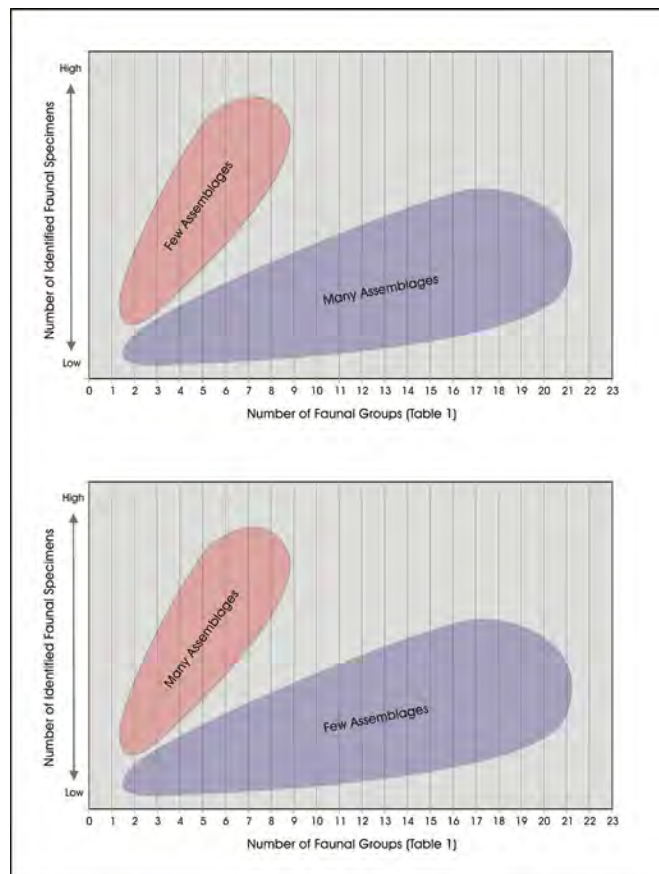 High
Number of Identified Faunal Specimens
Few Assemblages
Many Assemblages
Low
0 1 2 3 4 5 6 7 8 9 10 11 12 13 14 15 16 17 18 19 20 21 22 23
Number of Faunal Groups (Table 1)
High
Number of Identified Faunal Specimens
Many Assemblages
Few Assemblages
Low
0 1 2 3 4 5 6 7 8 9 10 11 12 13 14 15 16 17 18 19 20 21 22 23
Number of Faunal Groups (Table 1)